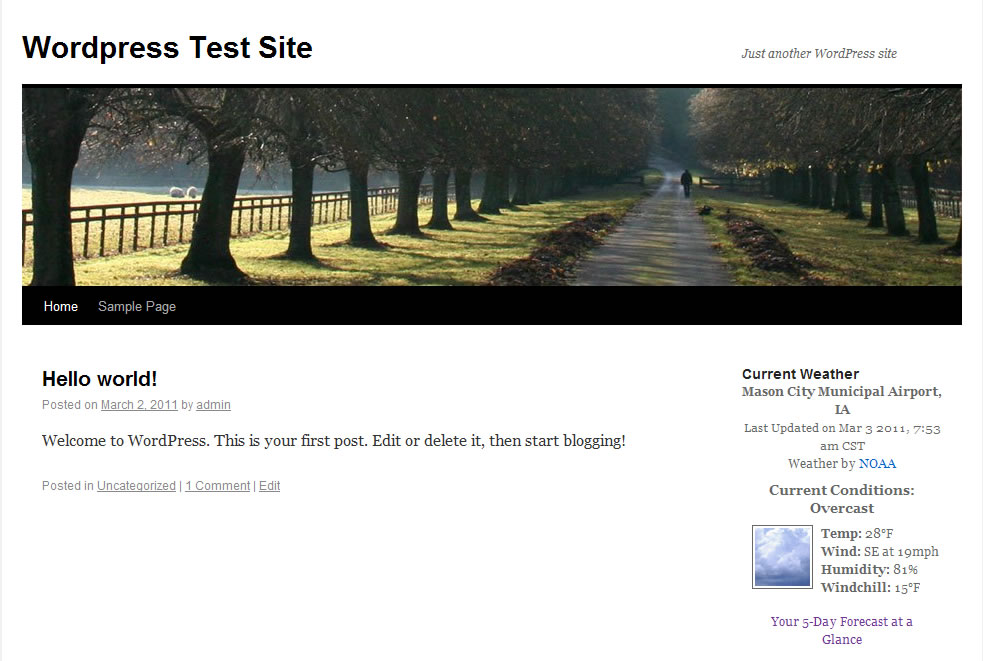 Wordpress Test Site
Just another WordPress site
Home Sample Page
Hello world!
Posted on March 2, 2011 by admin
Welcome to WordPress. This is your first post. Edit or delete it, then start blogging!
Posted in Uncategorized | 1 Comment | Edit
Current Weather
Mason City Municipal Airport,
IA
Last Updated on Mar 3 2011, 7:53
am CST
Weather by NOAA
Current Conditions:
Overcast
Temp: 28°F
Wind: SE at 19mph
Humidity: 81%
Windchill: 15°F
Your 5-Day Forecast at a
Glance